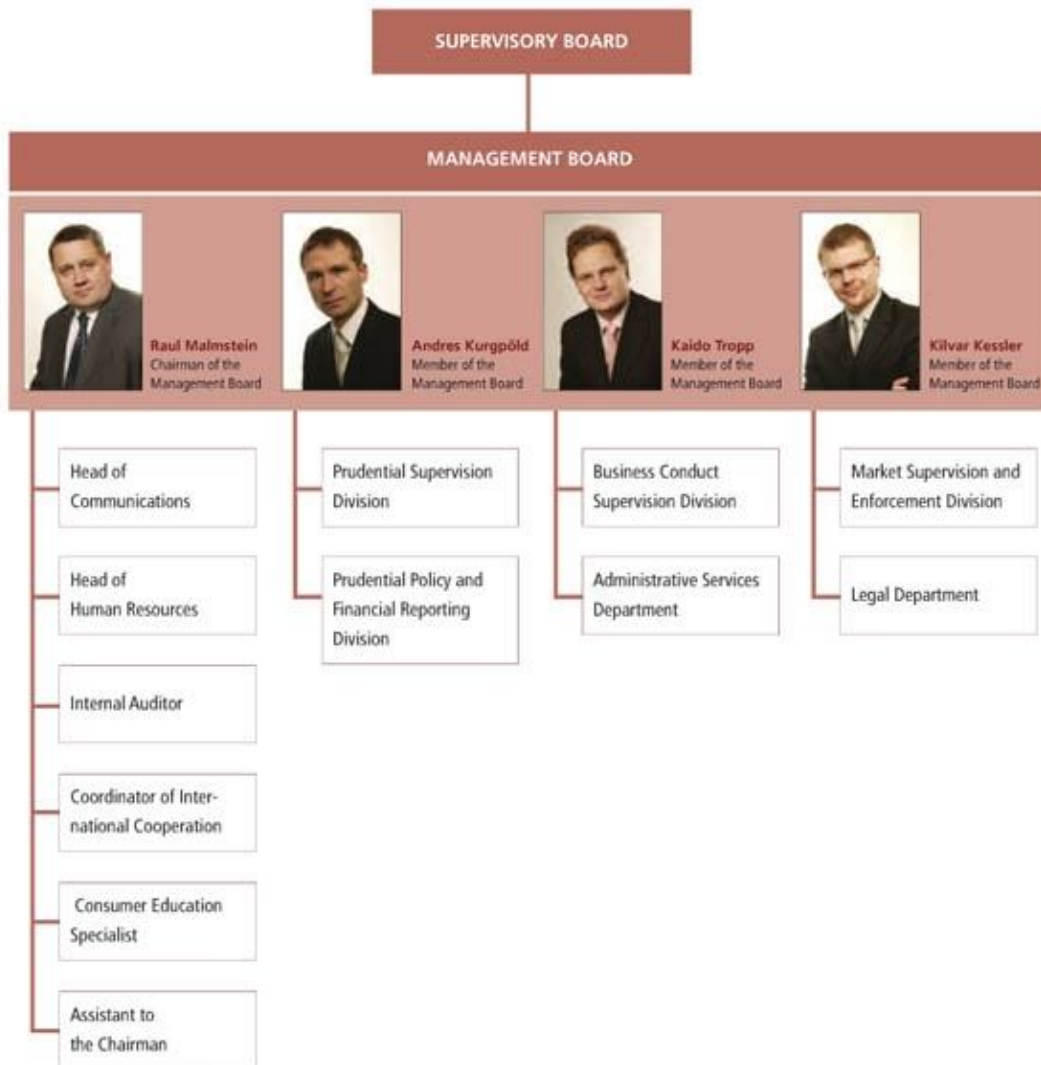 SUPERVISORY BOARD
MANAGEMENT BOARD
Raul Malmstein
Chairman of the
Management Board
Andres Kurgpöld
Member of the
Management Board
Kaido Tropp
Member of the
Management Board
Kilvar Kessler
Member of the
Management Board
Head of
Communications
Head of
Human Resources
Internal Auditor
Coordinator of Inter-
national Cooperation
Consumer Education
Specialist
Assistant to
the Chairman
Prudential Supervision
Division
Prudential Policy and
Financial Reporting
Division
Business Conduct
Supervision Division
Administrative Services
Department
Market Supervision and
Enforcement Division
Legal Department